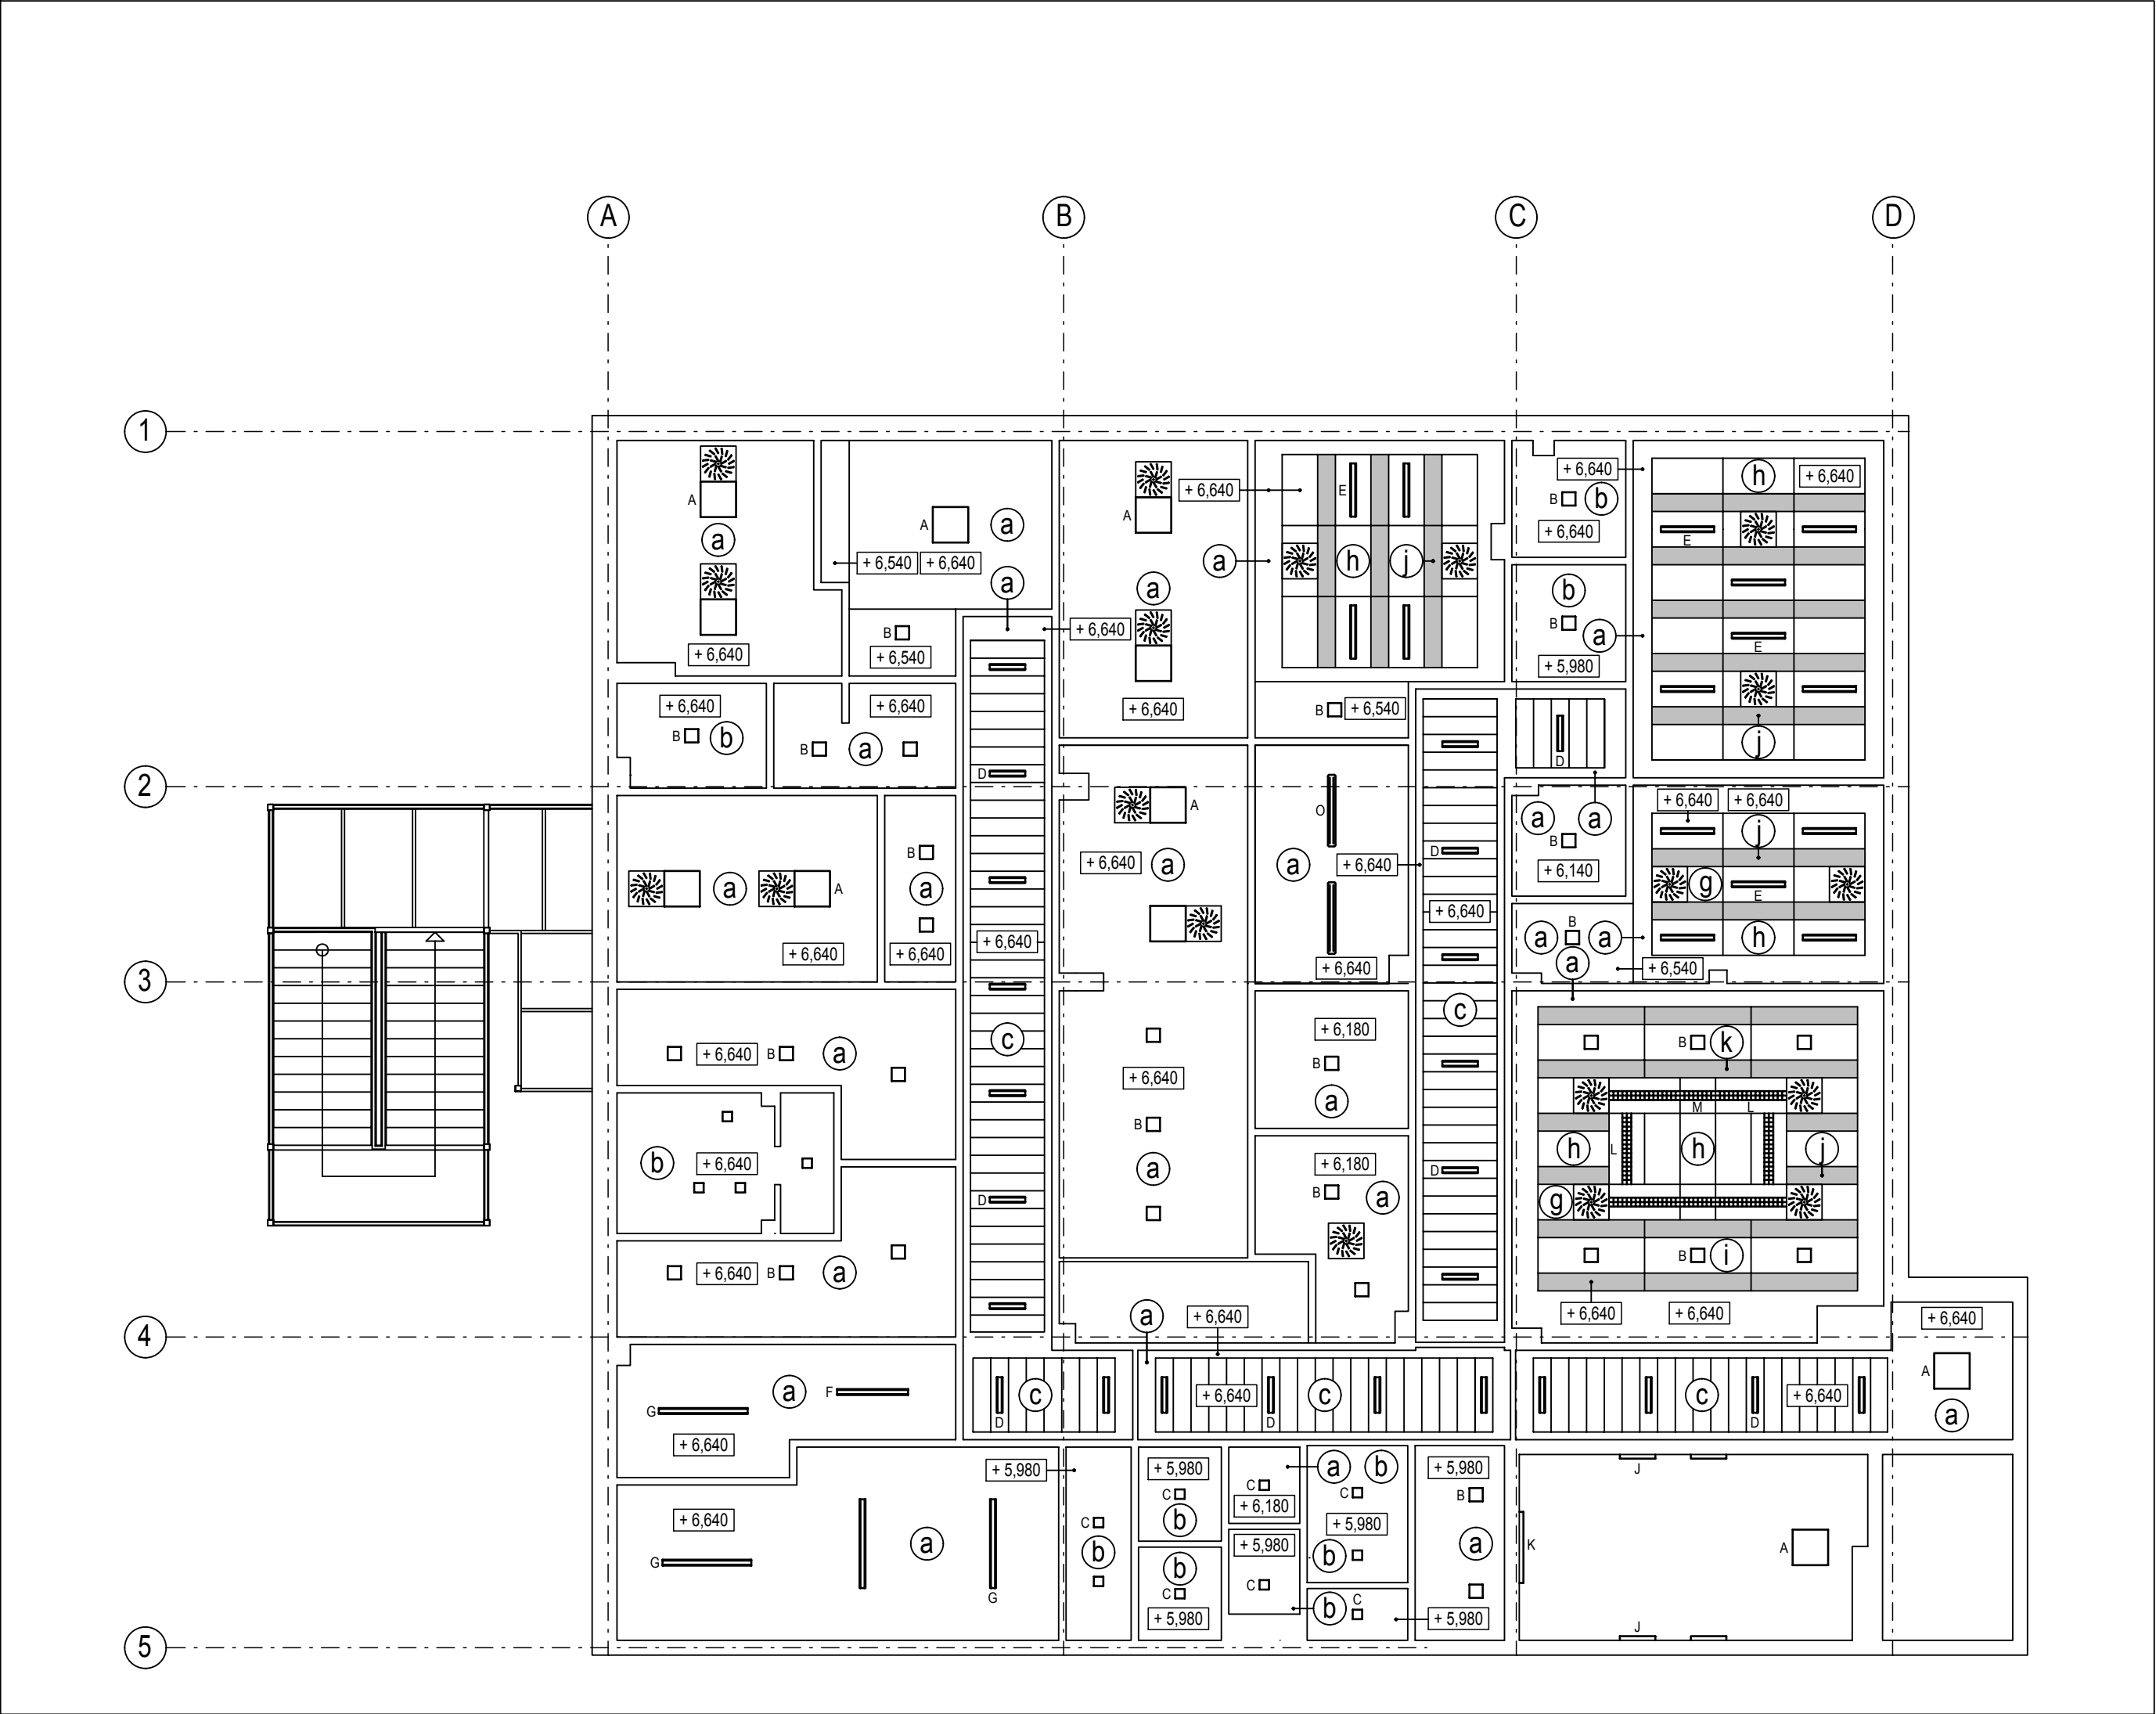 A B C D
1
+ 6,640 + 6,640
h + 6,640
A E B b
+ 6,640
A A a + 6,640
a E
a h j
+ 6,540 + 6,640
a
a b
B
+ 6,640 a
B E
+ 6,640 + 6,540 + 5,980
+ 6,640 + 6,640 + 6,640 B + 6,540
B b B a j
D D
2
+ 6,640 + 6,640
A O a a j
B
B D
a A a + 6,640 a a + 6,640 + 6,140 g
E
+ 6,640
B
+ 6,640 a a h
+ 6,640 + 6,640 a
+ 6,640 + 6,540
3
c
+ 6,180
c B k
+ 6,640 B a B
+ 6,640
a M L
B
h L h j
b + 6,640 a + 6,180
D
D B a g
B i
+ 6,640 B a
a + 6,640 + 6,640 + 6,640 + 6,640
4
a F c + 6,640 c c + 6,640 A
G D D D a
+ 6,640
+ 5,980 + 5,980 a b + 5,980 J
C C C B
+ 6,640 C b + 6,180 + 5,980
G a b + 5,980 b a K A
b C
C
G + 5,980 b C + 5,980 J
5